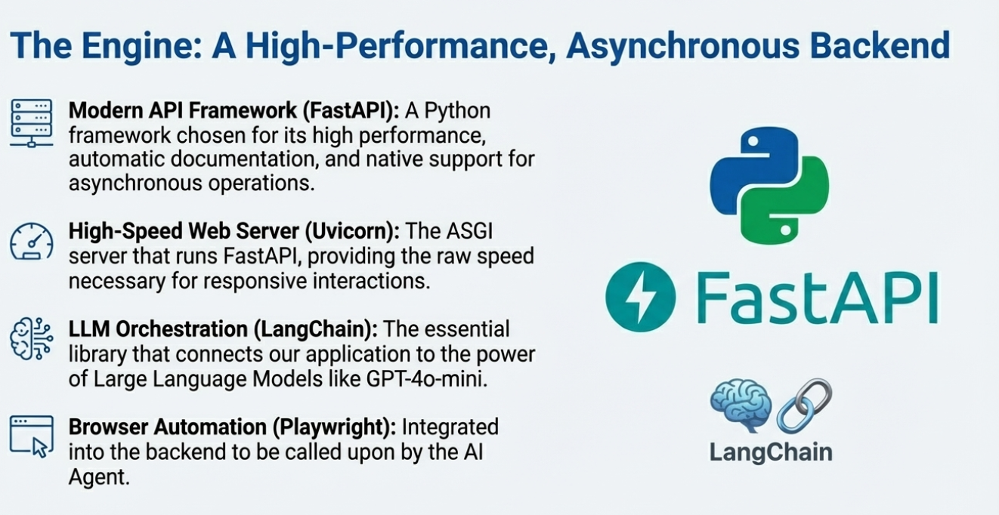 The Engine: A High-Performance, Asynchronous Backend
Modern API Framework (FastAPI): A Python
framework chosen for its high performance,
automatic documentation, and native support for
asynchronous operations.
High-Speed Web Server (Uvicorn): The ASGI
server that runs FastAPI, providing the raw speed
necessary for responsive interactions.
LLM Orchestration (LangChain): The essential
library that connects our application to the power
of Large Language Models like GPT-4o-mini.
Browser Automation (Playwright): Integrated
into the backend to be called upon by the AI
Agent.
FastAPI
LangChain